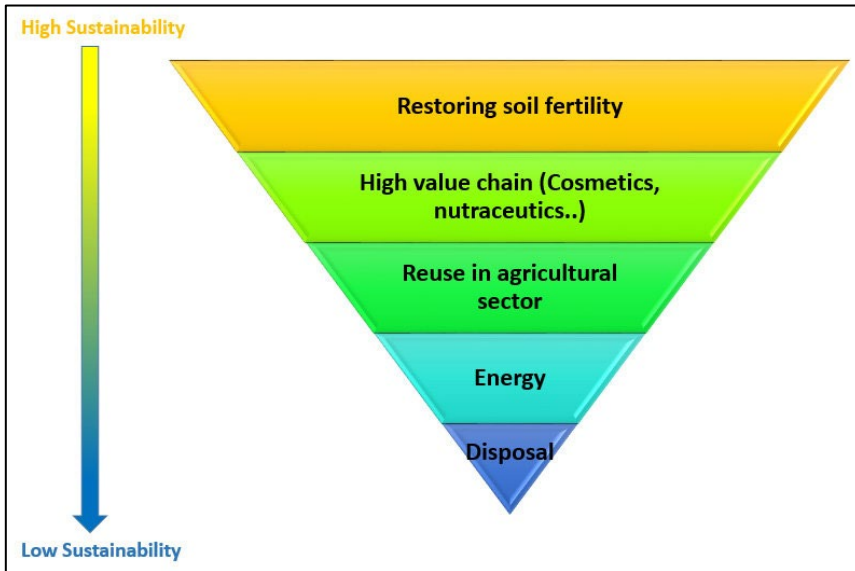 High Sustainability
Restoring soil fertility
High value chain (Cosmetics,
nutraceutics..)
Reuse in agricultural
sector
Energy
Disposal
Low Sustainability